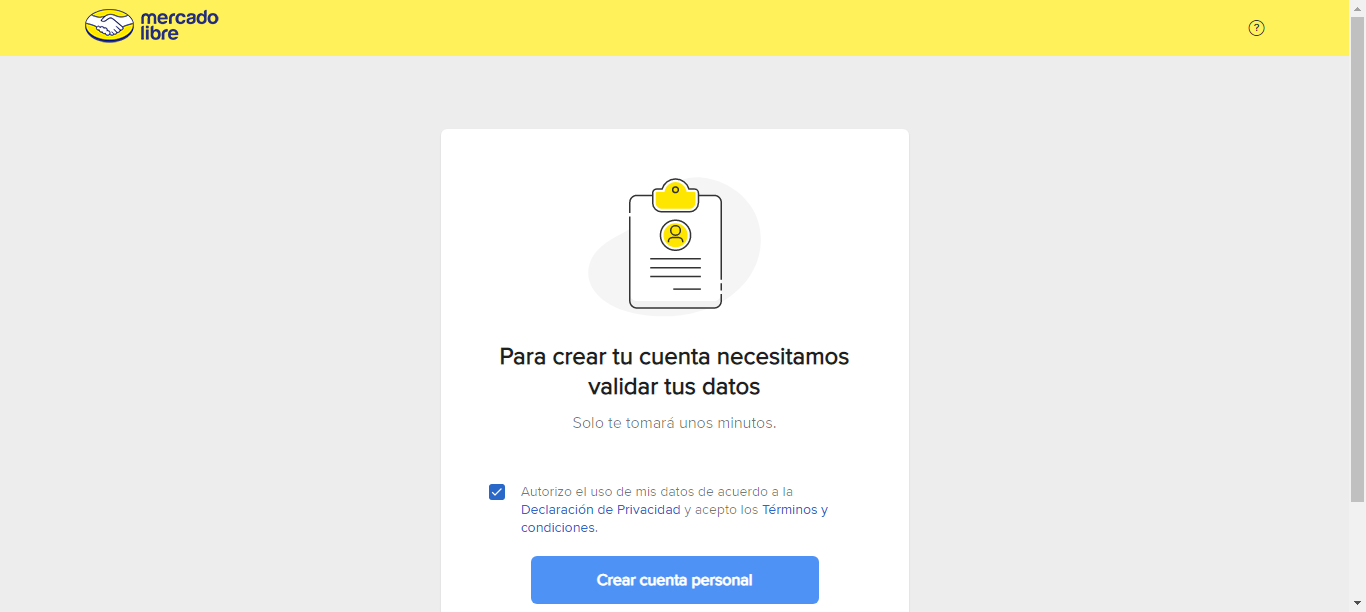 mercado
libre
?
Para crear tu cuenta necesitamos
validar tus datos
Solo te tomará unos minutos.
Autorizo el uso de mis datos de acuerdo a la
Declaración de Privacidad y acepto los Términos y
condiciones.
Crear cuenta personal